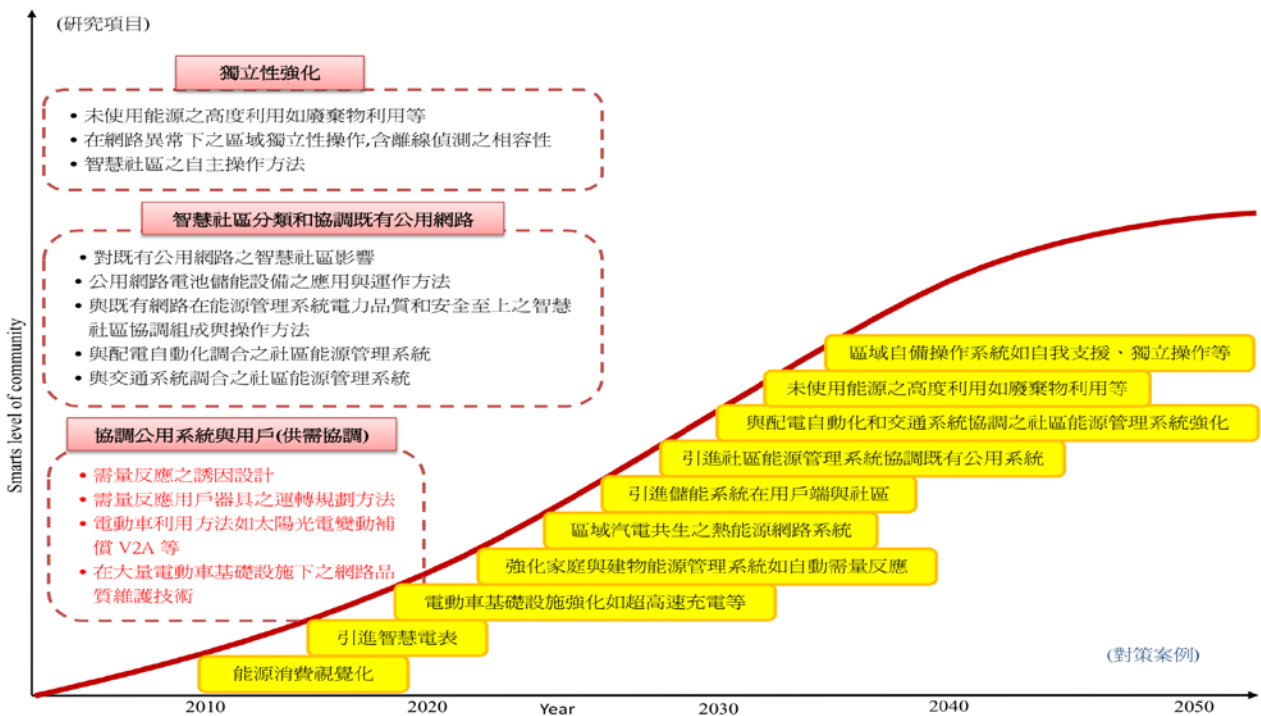 (研究項目)
獨立性強化
• 未使用能源之高度利用如廢棄物利用等
• 在網路異常下之區域獨立性操作,含離線偵測之相容性
• 智慧社區之自主操作方法
智慧社區分類和協調既有公用網路
• 對既有公用網路之智慧社區影響
• 公用網路電池儲能設備之應用與運作方法
• 與既有網路在能源管理系統電力品質和安全至上之智慧
社區協調組成與操作方法
• 與配電自動化調合之社區能源管理系統
• 與交通系統調合之社區能源管理系統
協調公用系統與用戶(供需協調)
• 需量反應之誘因設計
• 需量反應用戶器具之運轉規劃方法
• 電動車利用方法如太陽光電變動補
償 V2A 等
• 在大量電動車基礎設施下之網路品
質維護技術
Smarts level of community
區域自備操作系統如自我支援、獨立操作等
未使用能源之高度利用如廢棄物利用等
與配電自動化和交通系統協調之社區能源管理系統強化
引進社區能源管理系統協調既有公用系統
引進儲能系統在用戶端與社區
區域汽電共生之熱能源網路系統
強化家庭與建物能源管理系統如自動需量反應
電動車基礎設施強化如超高速充電等
引進智慧電表
能源消費視覺化
(對策案例)
2010 2020 Year 2030 2040 2050